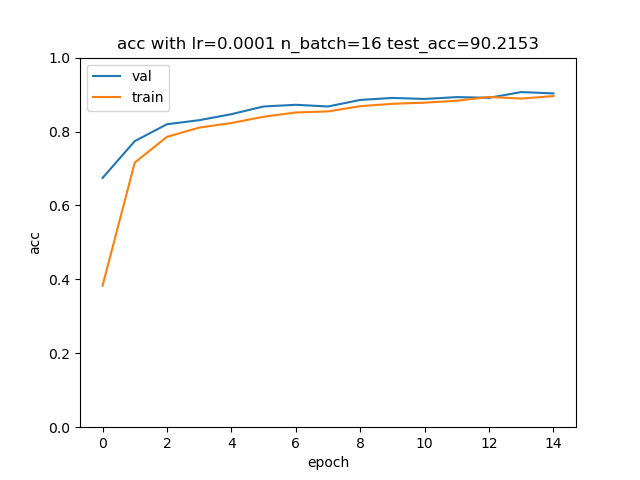 acc with lr=0.0001 n_batch=16 test_acc=90.2153
val
train
1.0
0.8
0.6
0.4
0.2
0.0
acc
0 2 4 6 8 10 12 14
epoch